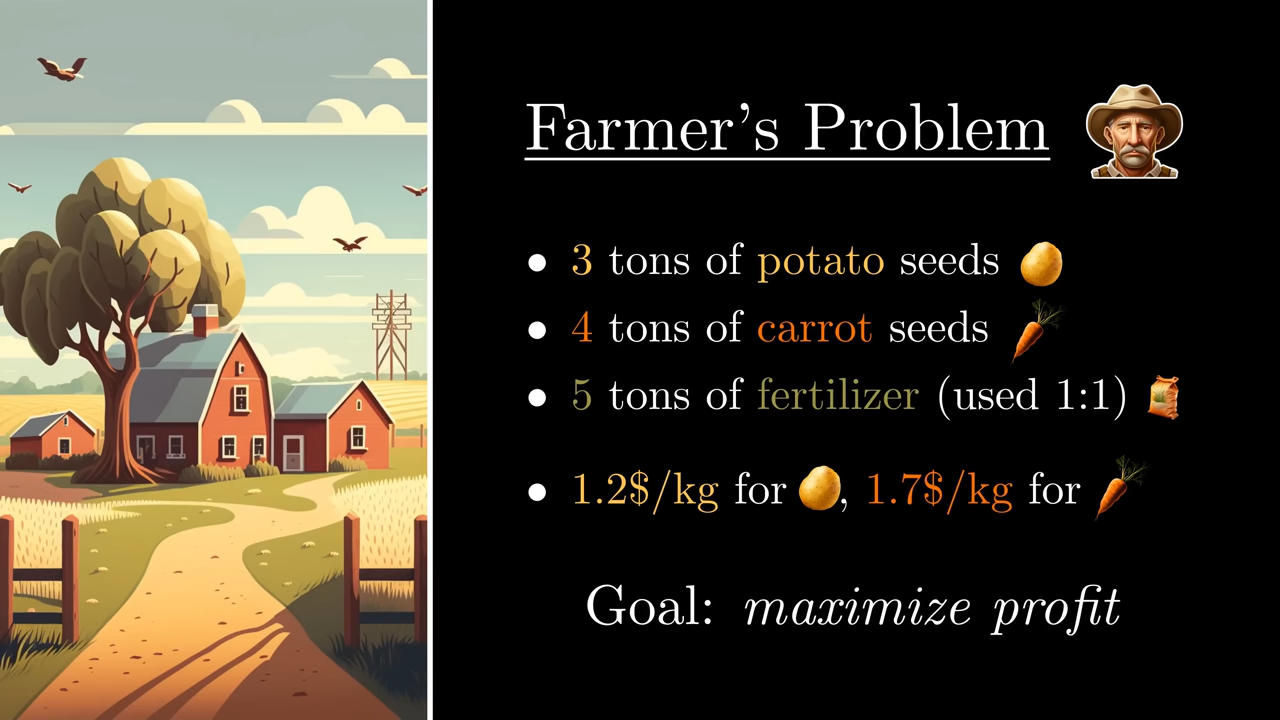 Farmer's Problem
• 3 tons of potato seeds
• 4 tons of carrot seeds
• 5 tons of fertilizer (used 1:1)
• 1.2$/kg for , 1.7$/kg for
Goal: maximize profit